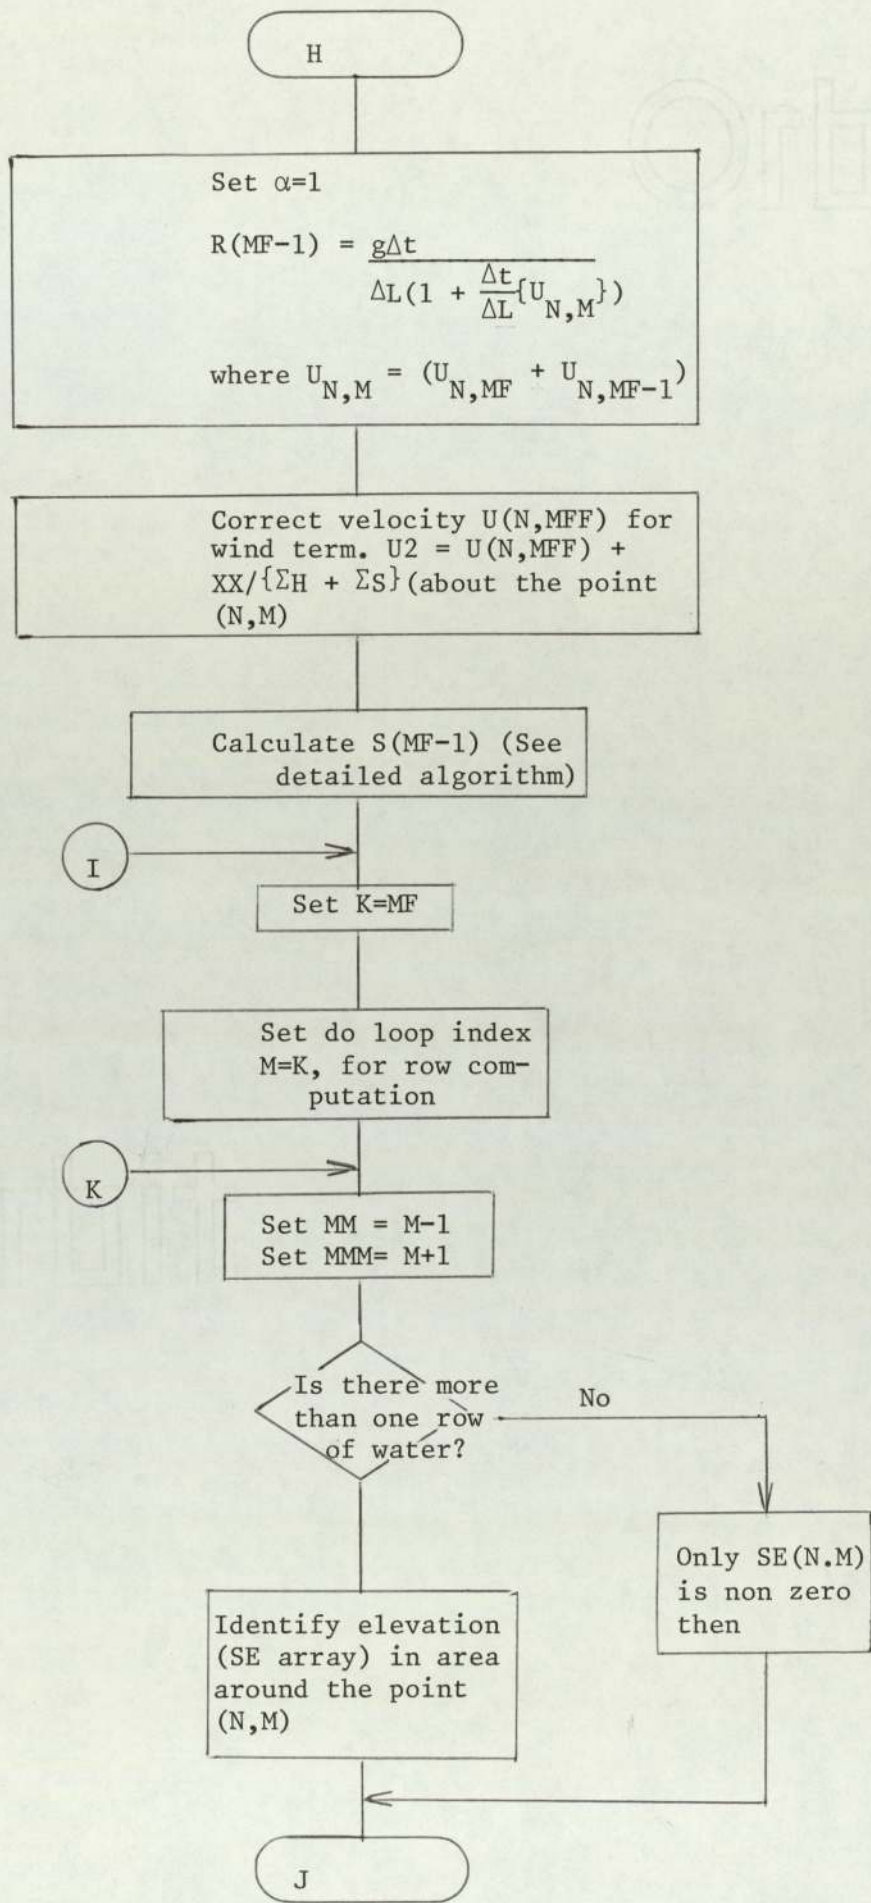 H
Set α=1
R(MF-1) = gΔt
ΔL(1 + Δt/ΔL{U_N,M})
where U_N,M = (U_N,MF + U_N,MF-1)
Correct velocity U(N,MFF) for
wind term. U2 = U(N,MFF) +
XX/{ΣH + ΣS}(about the point
(N,M)
Calculate S(MF-1) (See
detailed algorithm)
I
Set K=MF
Set do loop index
M=K, for row com-
putation
K
Set MM = M-1
Set MMM= M+1
Is there more
than one row
of water?
No
Only SE(N.M)
is non zero
then
Identify elevation
(SE array) in area
around the point
(N,M)
J